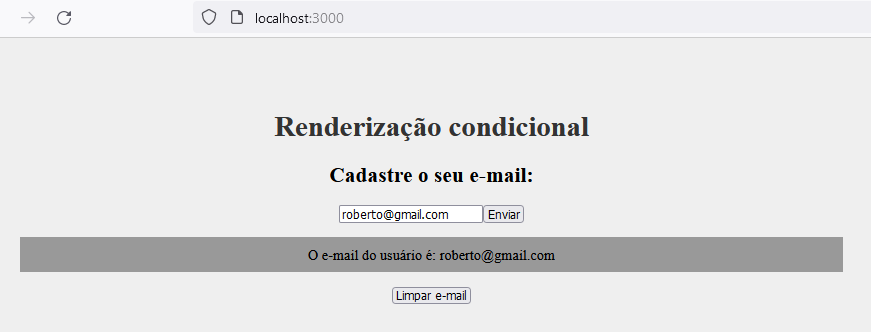 localhost:3000
Renderização condicional
Cadastre o seu e-mail:
roberto@gmail.com Enviar
O e-mail do usuário é: roberto@gmail.com
Limpar e-mail